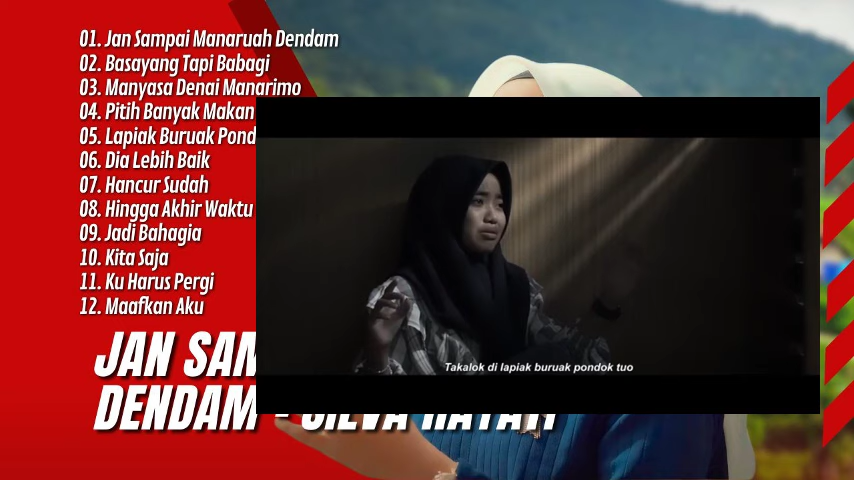 01. Jan Sampai Manaruah Dendam
02. Basayang Tapi Babagi
03. Manyasa Denai Manarimo
04. Pitih Banyak Makan
05. Lapiak Buruak Pond
06. Dia Lebih Baik
07. Hancur Sudah
08. Hingga Akhir Waktu
09. Jadi Bahagia
10. Kita Saja
11. Ku Harus Pergi
12. Maafkan Aku
Takalok di lapiak buruak pondok tuo
JAN SAM
DENDAM -